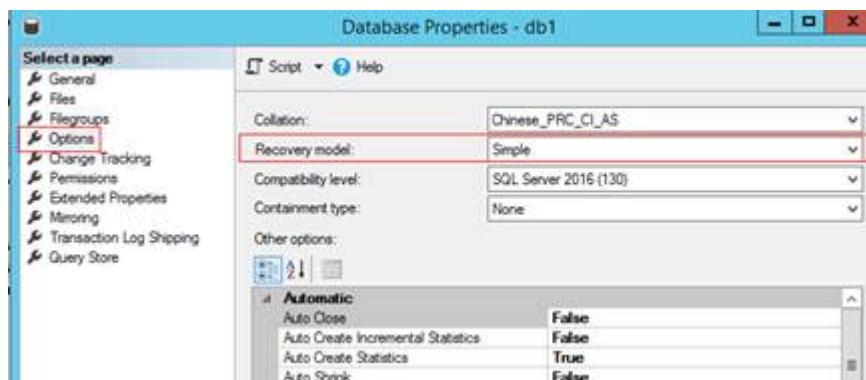 Database Properties - db1
Select a page
General
Files
Filegroups
Options
Change Tracking
Permissions
Extended Properties
Mirroring
Transaction Log Shipping
Query Store
Script Help
Collation: Chinese_PRC_CI_AS
Recovery model: Simple
Compatibility level: SQL Server 2016 (130)
Containment type: None
Other options:
Automatic
Auto Close False
Auto Create Incremental Statistics False
Auto Create Statistics True
Auto Shrink False